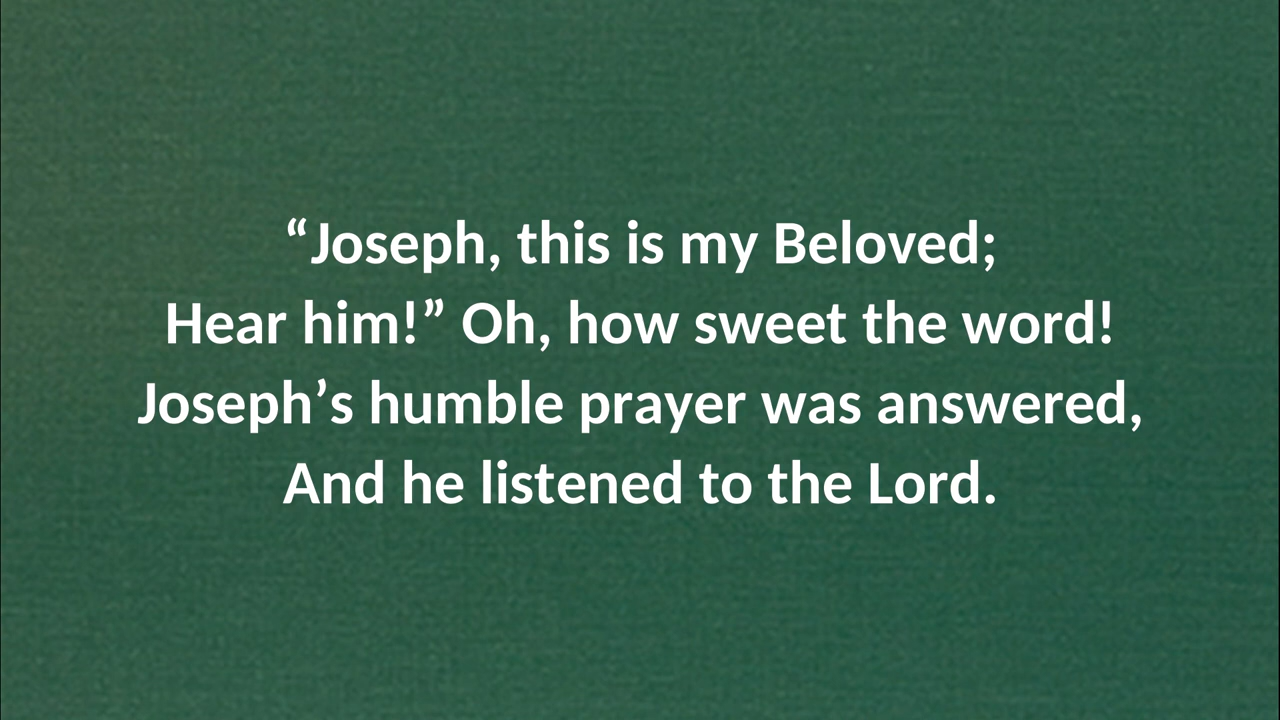 “Joseph, this is my Beloved;
Hear him!” Oh, how sweet the word!
Joseph’s humble prayer was answered,
And he listened to the Lord.